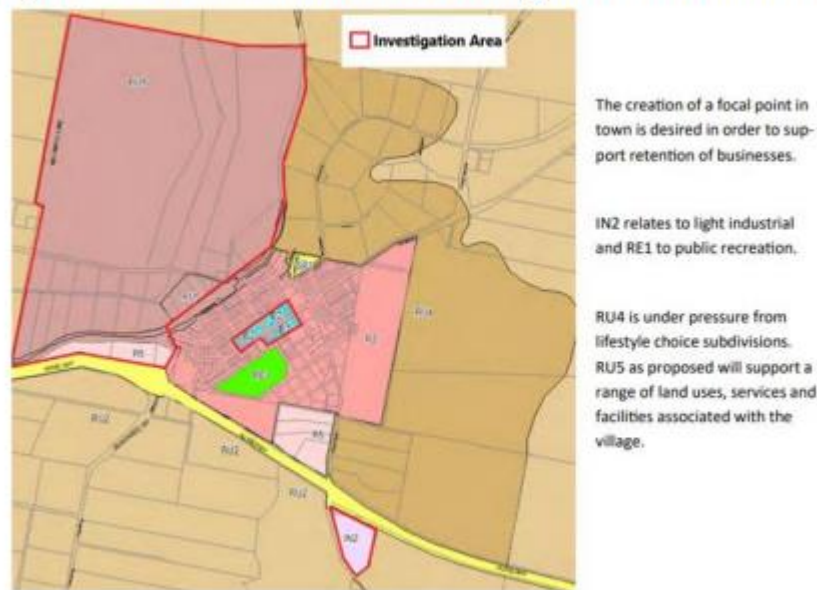 Investigation Area
The creation of a focal point in
town is desired in order to sup-
port retention of businesses.
IN2 relates to light industrial
and RE1 to public recreation.
RU4 is under pressure from
lifestyle choice subdivisions.
RU5 as proposed will support a
range of land uses, services and
facilities associated with the
village.
RU4
R5
RE1
R5
RU2
RU2
RU2
IN2